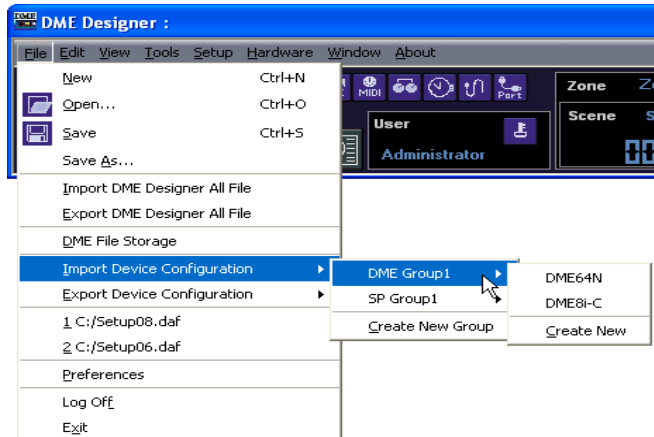 DME Designer :
File Edit View Tools Setup Hardware Window About
New Ctrl+N
Open... Ctrl+O
Save Ctrl+S
Save As...
Import DME Designer All File
Export DME Designer All File
DME File Storage
Import Device Configuration
Export Device Configuration
1 C:/Setup08.daf
2 C:/Setup06.daf
Preferences
Log Off
Exit
MIDI
Port
User
Administrator
Zone
Scene
DME Group1
SP Group1
Create New Group
DME64N
DME8i-C
Create New